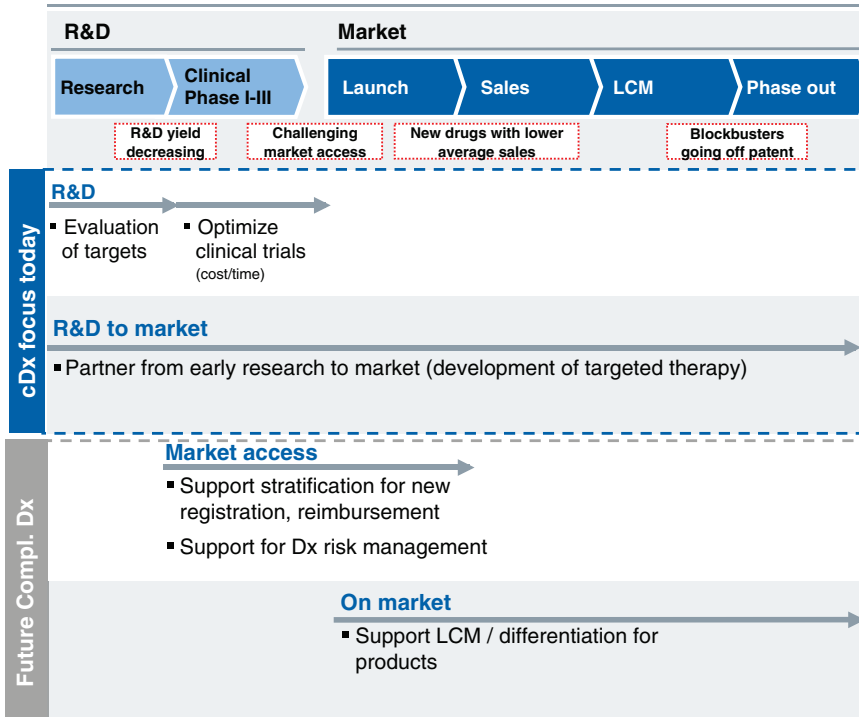 R&D
Market
Research
Clinical
Phase I-III
Launch
Sales
LCM
Phase out
R&D yield
decreasing
Challenging
market access
New drugs with lower
average sales
Blockbusters
going off patent
cDx focus today
R&D
▪ Evaluation
of targets
▪ Optimize
clinical trials
(cost/time)
R&D to market
▪ Partner from early research to market (development of targeted therapy)
Future Compl. Dx
Market access
▪ Support stratification for new
registration, reimbursement
▪ Support for Dx risk management
On market
▪ Support LCM / differentiation for
products